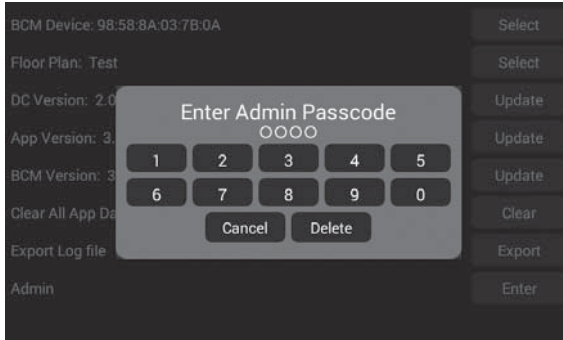 BCM Device: 98:58:8A:03:7B:0A Select
Floor Plan: Test Select
DC Version: 2.0 Update
Enter Admin Passcode
App Version: 3. Update
1 2 3 4 5
BCM Version: 3 Update
6 7 8 9 0
Clear All App Da Clear
Cancel Delete
Export Log file Export
Admin Enter